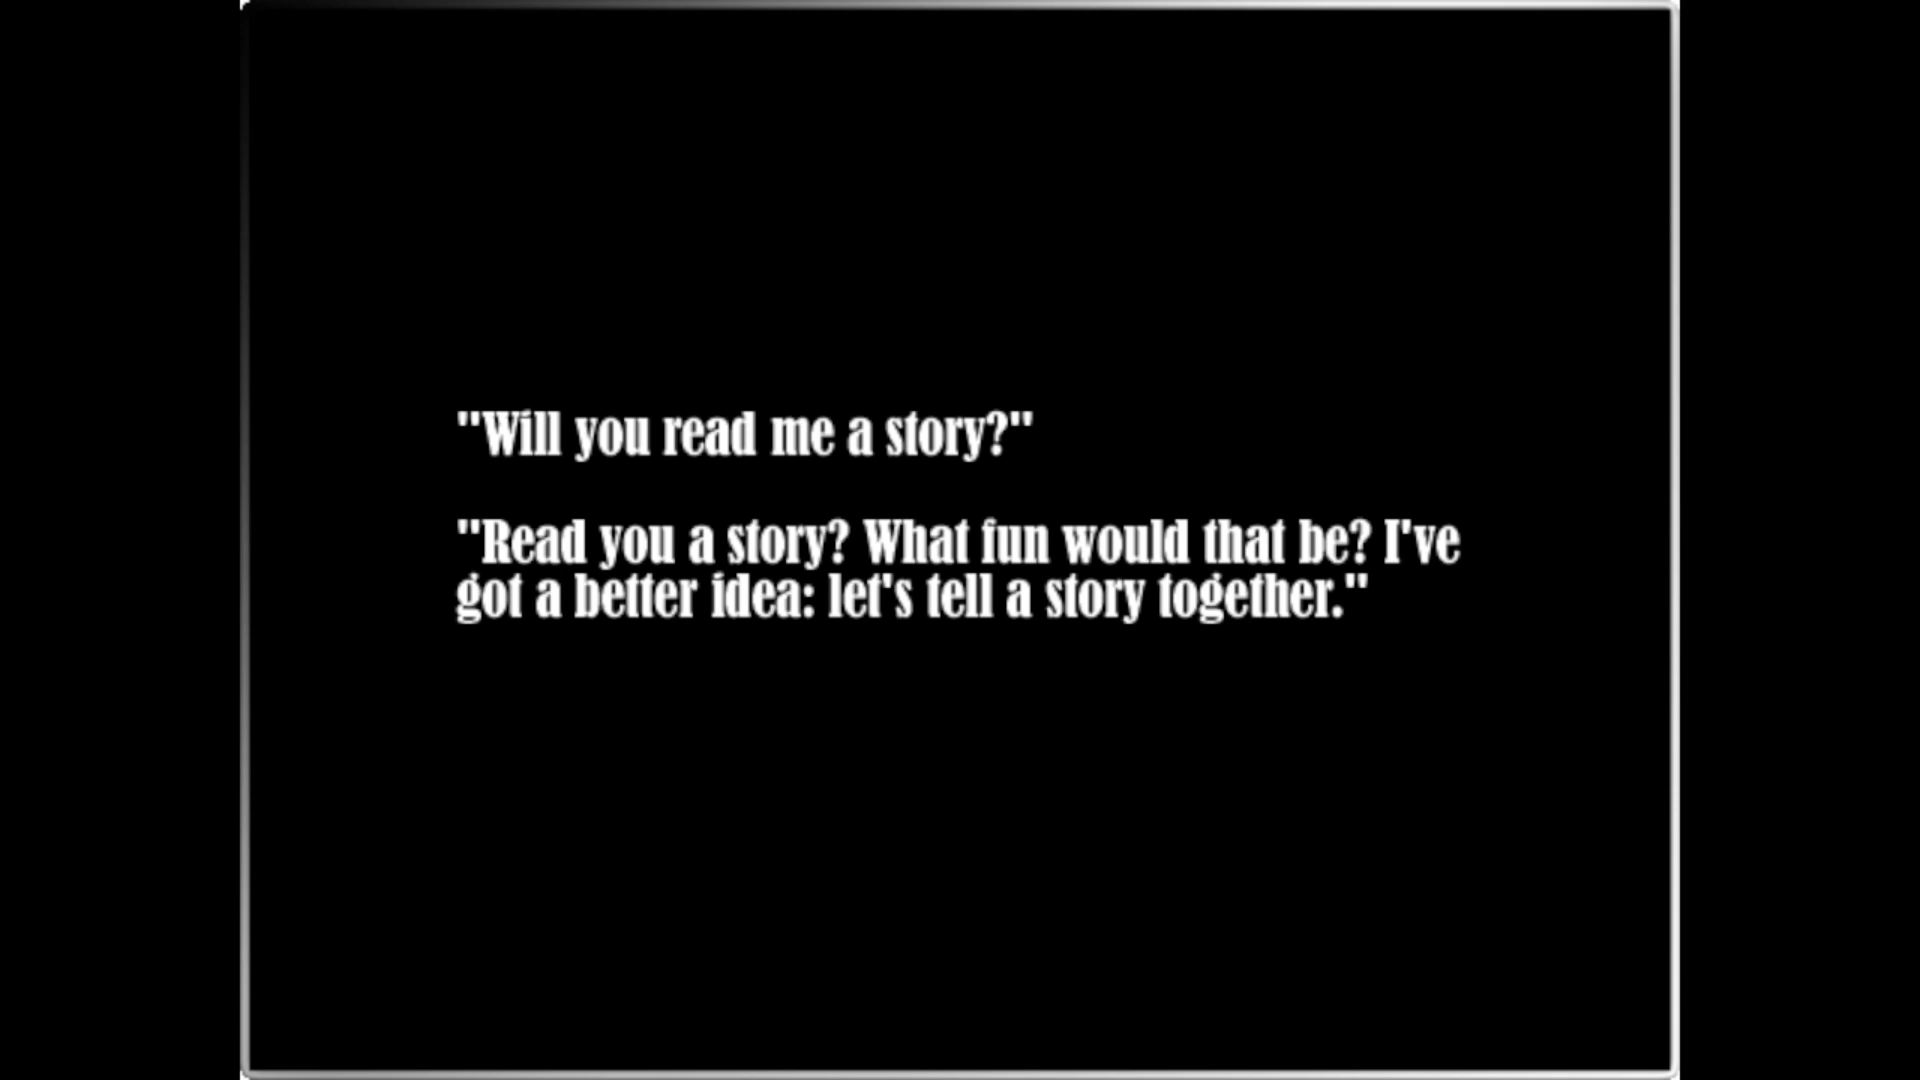 "Will you read me a story?"
"Read you a story? What fun would that be? I've
got a better idea: let's tell a story together."